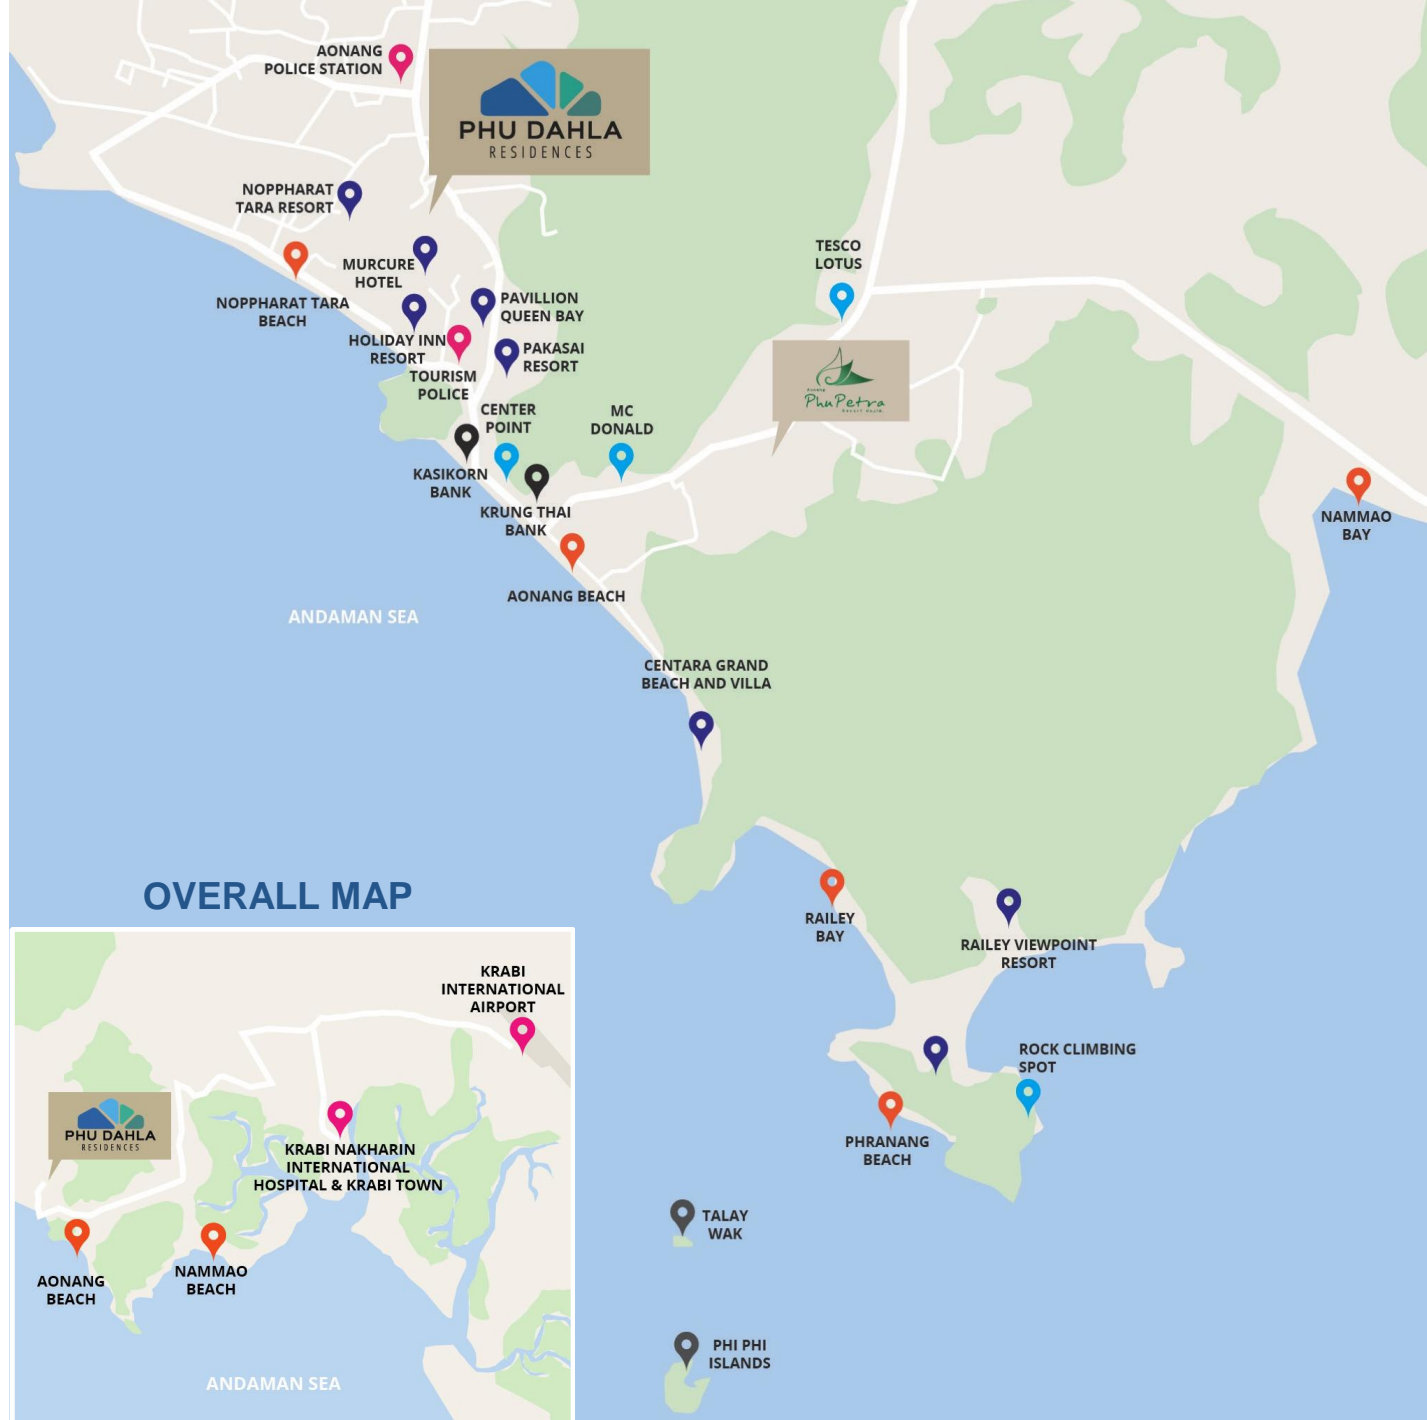 AONANG
POLICE STATION
PHU DAHLA
RESIDENCES
NOPPHARAT
TARA RESORT
TESCO
LOTUS
MURCURE
HOTEL
NOPPHARAT TARA
BEACH
PAVILLION
QUEEN BAY
HOLIDAY INN
RESORT
PAKASAI
RESORT
TOURISM
POLICE
Aonang
PhuPetra
Resort Krabi
CENTER
POINT
MC
DONALD
KASIKORN
BANK
KRUNG THAI
BANK
NAMMAO
BAY
AONANG BEACH
ANDAMAN SEA
CENTARA GRAND
BEACH AND VILLA
RAILEY
BAY
RAILEY VIEWPOINT
RESORT
ROCK CLIMBING
SPOT
PHRANANG
BEACH
TALAY
WAK
PHI PHI
ISLANDS
OVERALL MAP
KRABI
INTERNATIONAL
AIRPORT
PHU DAHLA
RESIDENCES
KRABI NAKHARIN
INTERNATIONAL
HOSPITAL & KRABI TOWN
AONANG
BEACH
NAMMAO
BEACH
ANDAMAN SEA